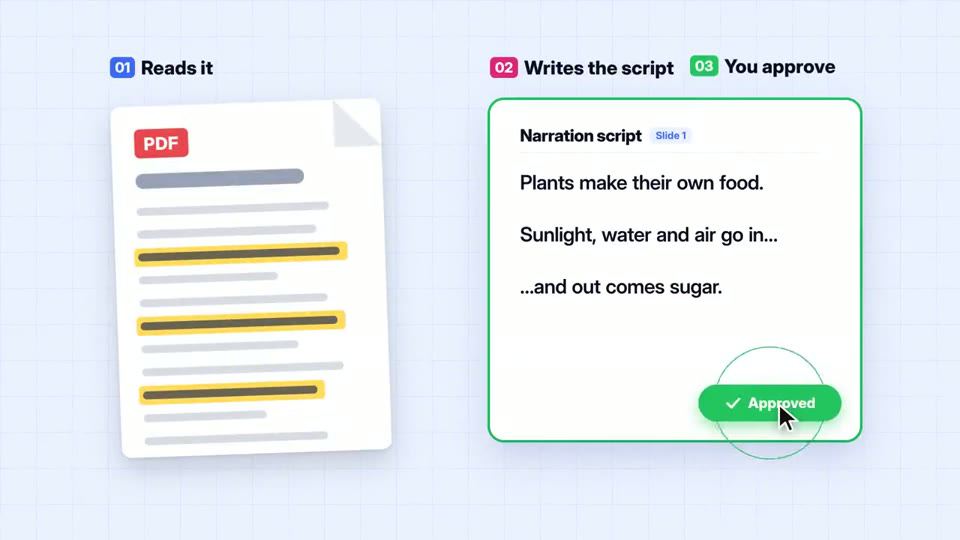 01 Reads it
02 Writes the script
03 You approve
PDF
Narration script Slide 1
Plants make their own food.
Sunlight, water and air go in...
...and out comes sugar.
Approved